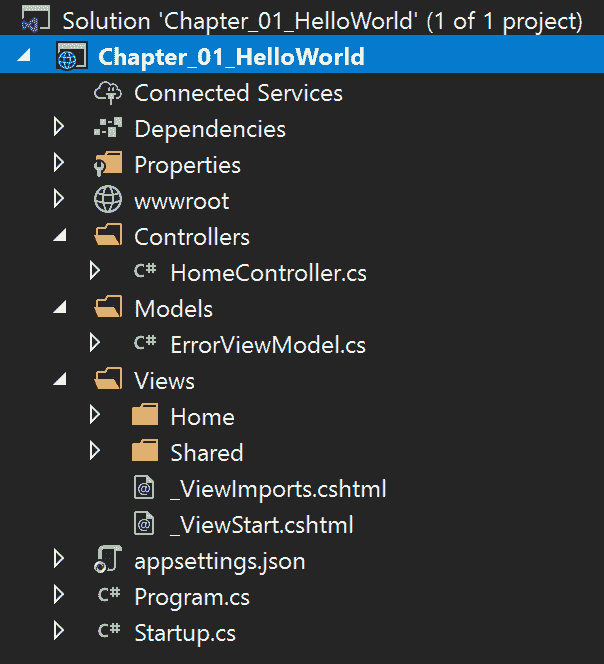 Solution 'Chapter_01_HelloWorld' (1 of 1 project)
Chapter_01_HelloWorld
Connected Services
Dependencies
Properties
wwwroot
Controllers
C# HomeController.cs
Models
C# ErrorViewModel.cs
Views
Home
Shared
_ViewImports.cshtml
_ViewStart.cshtml
appsettings.json
C# Program.cs
C# Startup.cs